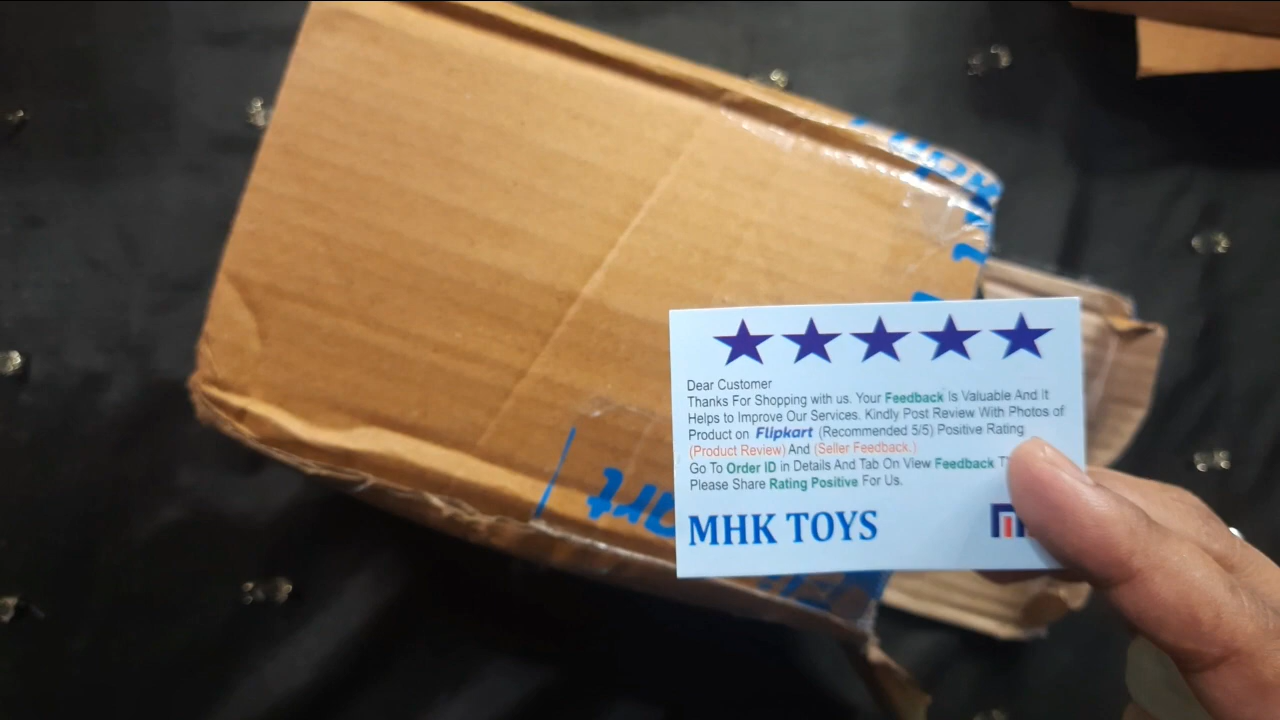 Dear Customer
Thanks For Shopping with us. Your Feedback Is Valuable And It
Helps to Improve Our Services. Kindly Post Review With Photos of
Product on Flipkart (Recommended 5/5) Positive Rating
(Product Review) And (Seller Feedback.)
Go To Order ID in Details And Tab On View Feedback
Please Share Rating Positive For Us.
MHK TOYS